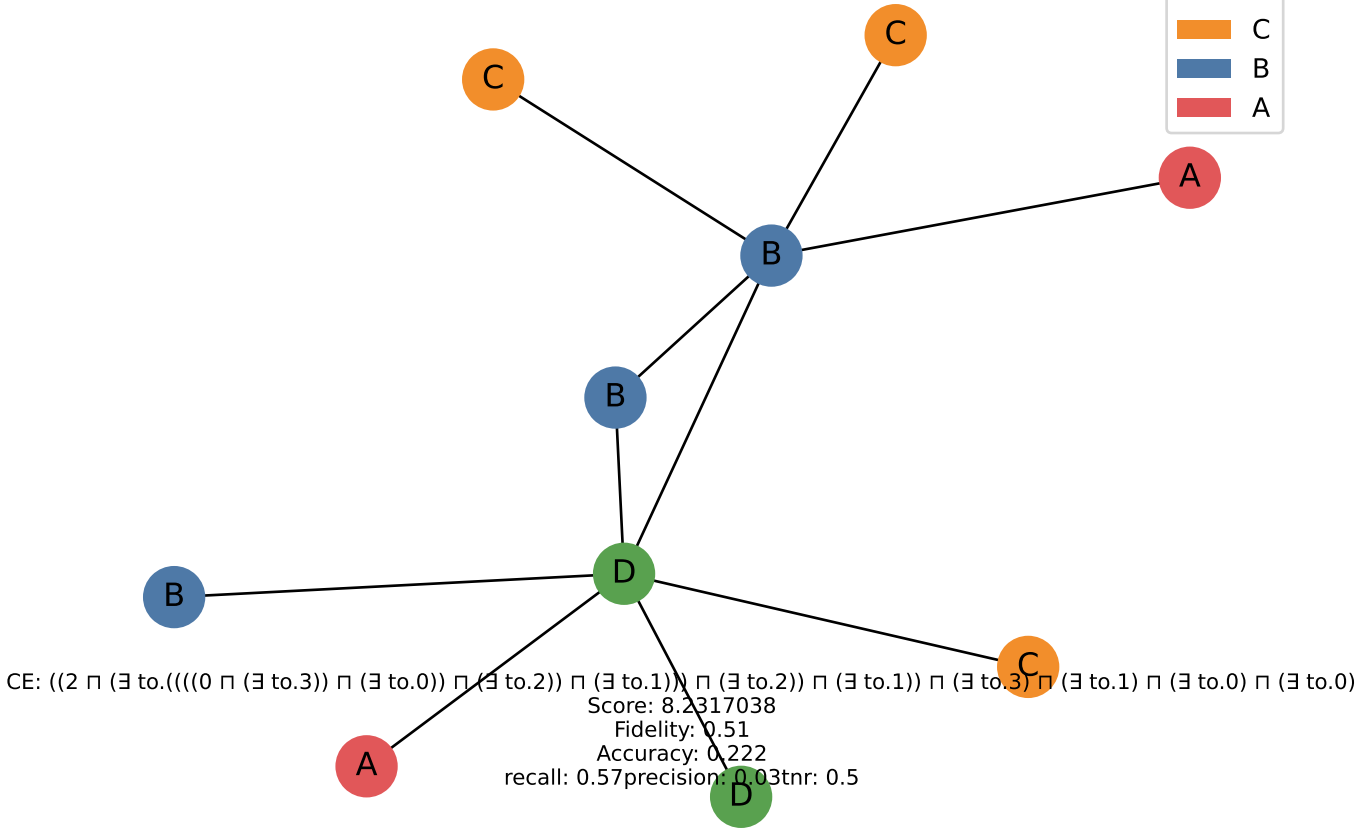 C
C
C
B
A
A
B
B
D
B
C
CE: ((2 ⊓ (∃ to.((((0 ⊓ (∃ to.3)) ⊓ (∃ to.0)) ⊓ (∃ to.2)) ⊓ (∃ to.1))) ⊓ (∃ to.2)) ⊓ (∃ to.1)) ⊓ (∃ to.3) ⊓ (∃ to.1) ⊓ (∃ to.0) ⊓ (∃ to.0)
Score: 8.2317038
Fidelity: 0.51
Accuracy: 0.222
A
recall: 0.57precision: 0.03tnr: 0.5
D